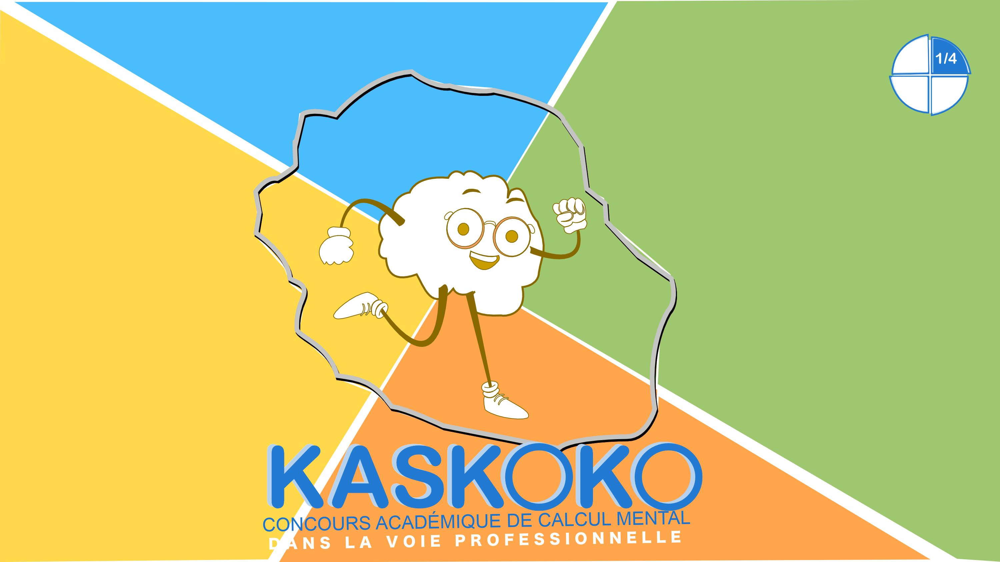 1/4
KASKOKO
CONCOURS ACADÉMIQUE DE CALCUL MENTAL
DANS LA VOIE PROFESSIONNELLE